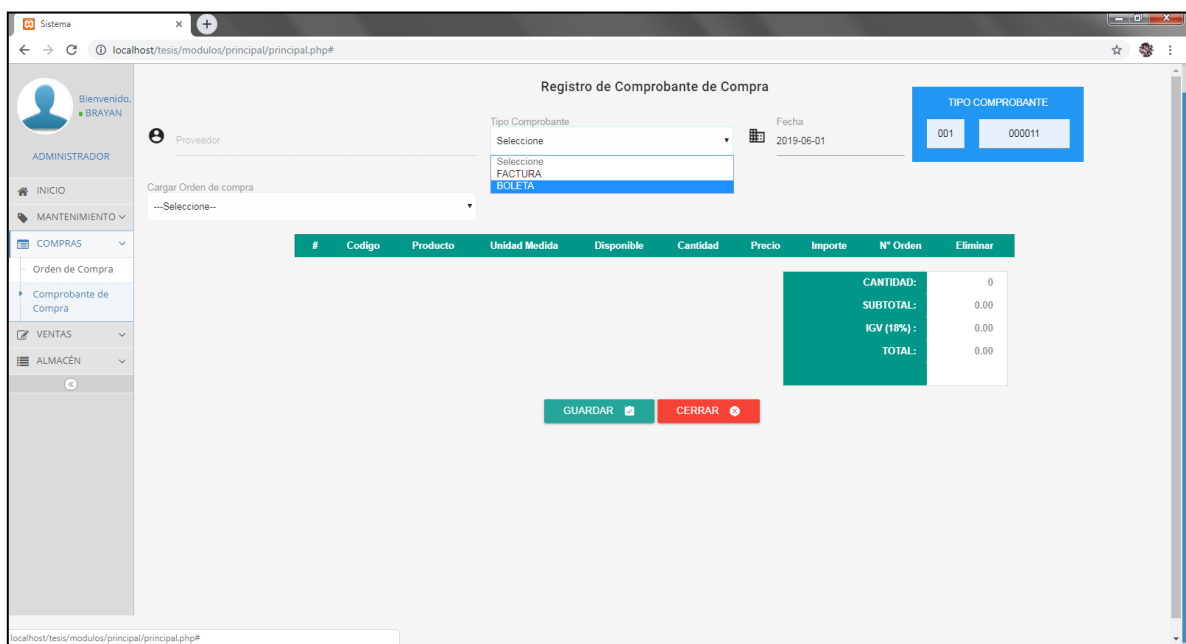 Sistema
localhost/tesis/modulos/principal/principal.php#
Bienvenido,
BRAYAN
ADMINISTRADOR
INICIO
MANTENIMIENTO
COMPRAS
Orden de Compra
Comprobante de
Compra
VENTAS
ALMACÉN
Registro de Comprobante de Compra
TIPO COMPROBANTE
001 000011
Proveedor
Tipo Comprobante
Seleccione
Seleccione
FACTURA
BOLETA
Fecha
2019-06-01
Cargar Orden de compra
---Seleccione--
# Codigo Producto Unidad Medida Disponible Cantidad Precio Importe N° Orden Eliminar
CANTIDAD: 0
SUBTOTAL: 0.00
IGV (18%) : 0.00
TOTAL: 0.00
GUARDAR CERRAR
localhost/tesis/modulos/principal/principal.php#